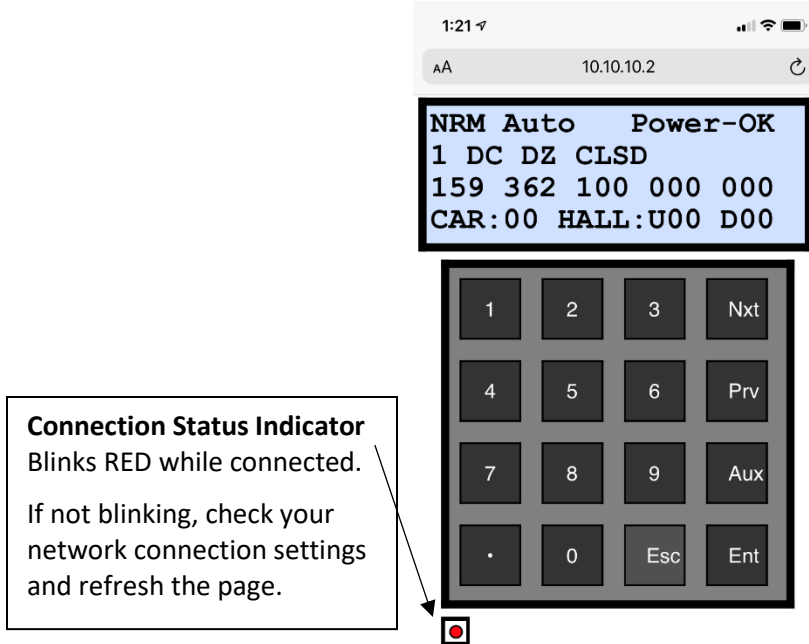 1:21
AA 10.10.10.2
NRM Auto Power-OK
1 DC DZ CLSD
159 362 100 000 000
CAR:00 HALL:U00 D00
1 2 3 Nxt
4 5 6 Prv
7 8 9 Aux
. 0 Esc Ent
Connection Status Indicator
Blinks RED while connected.
If not blinking, check your
network connection settings
and refresh the page.